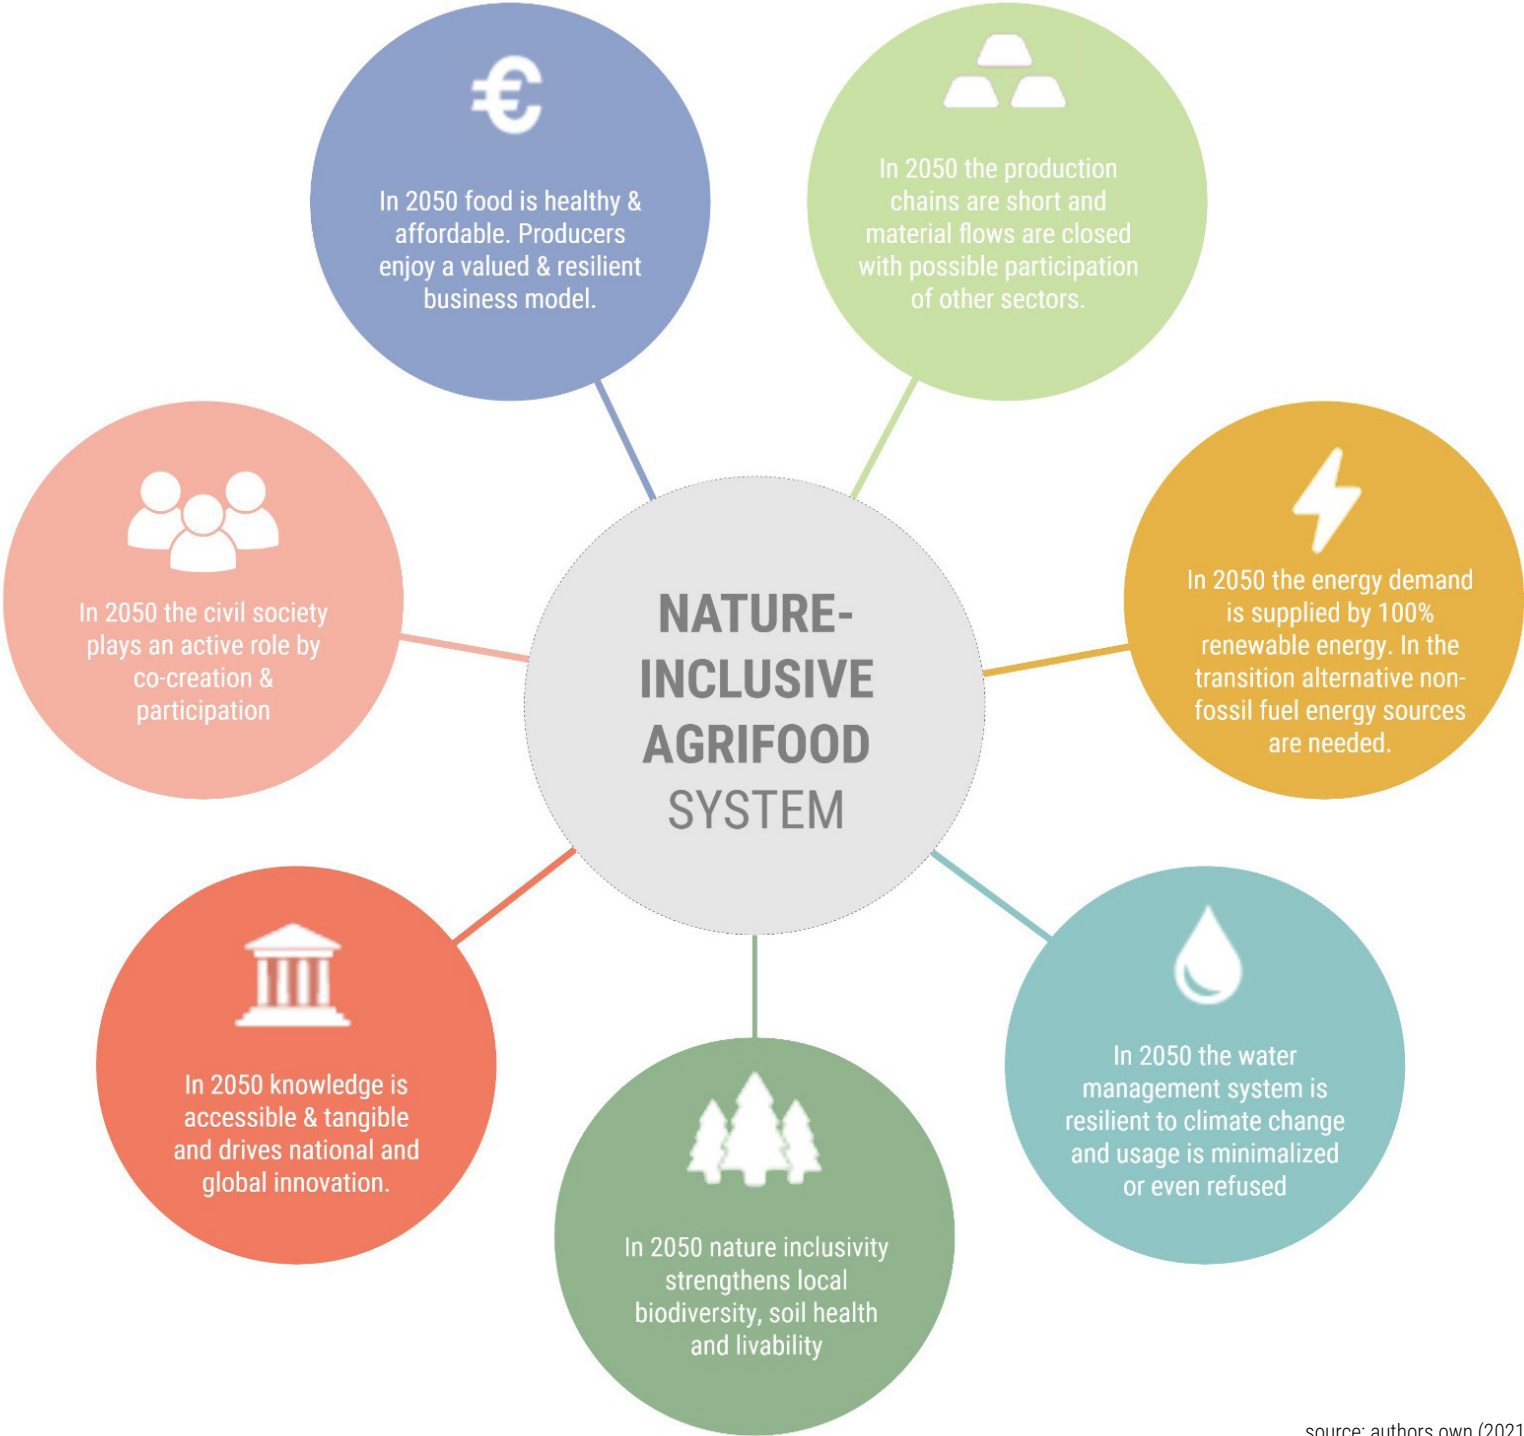 In 2050 food is healthy &
affordable. Producers
enjoy a valued & resilient
business model.
In 2050 the production
chains are short and
material flows are closed
with possible participation
of other sectors.
In 2050 the civil society
plays an active role by
co-creation &
participation
NATURE-
INCLUSIVE
AGRIFOOD
SYSTEM
In 2050 the energy demand
is supplied by 100%
renewable energy. In the
transition alternative non-
fossil fuel energy sources
are needed.
In 2050 knowledge is
accessible & tangible
and drives national and
global innovation.
In 2050 nature inclusivity
strengthens local
biodiversity, soil health
and livability
In 2050 the water
management system is
resilient to climate change
and usage is minimalized
or even refused
source: authors own (2021